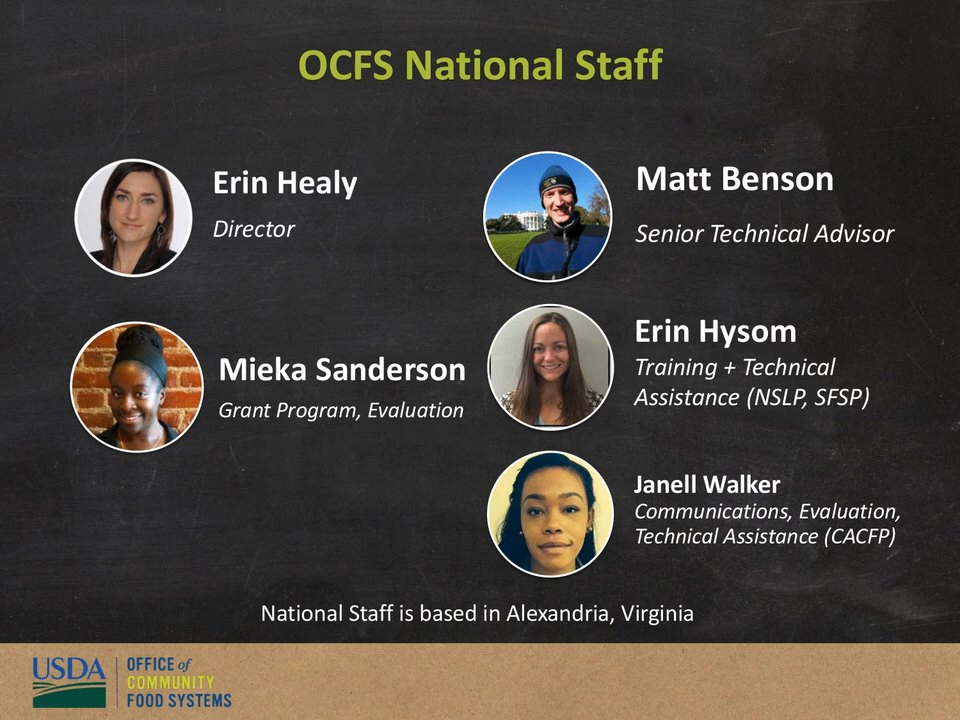 OCFS National Staff
Erin Healy
Director
Matt Benson
Senior Technical Advisor
Mieka Sanderson
Grant Program, Evaluation
Erin Hysom
Training + Technical
Assistance (NSLP, SFSP)
Janell Walker
Communications, Evaluation,
Technical Assistance (CACFP)
National Staff is based in Alexandria, Virginia
USDA
OFFICE of
COMMUNITY
FOOD SYSTEMS